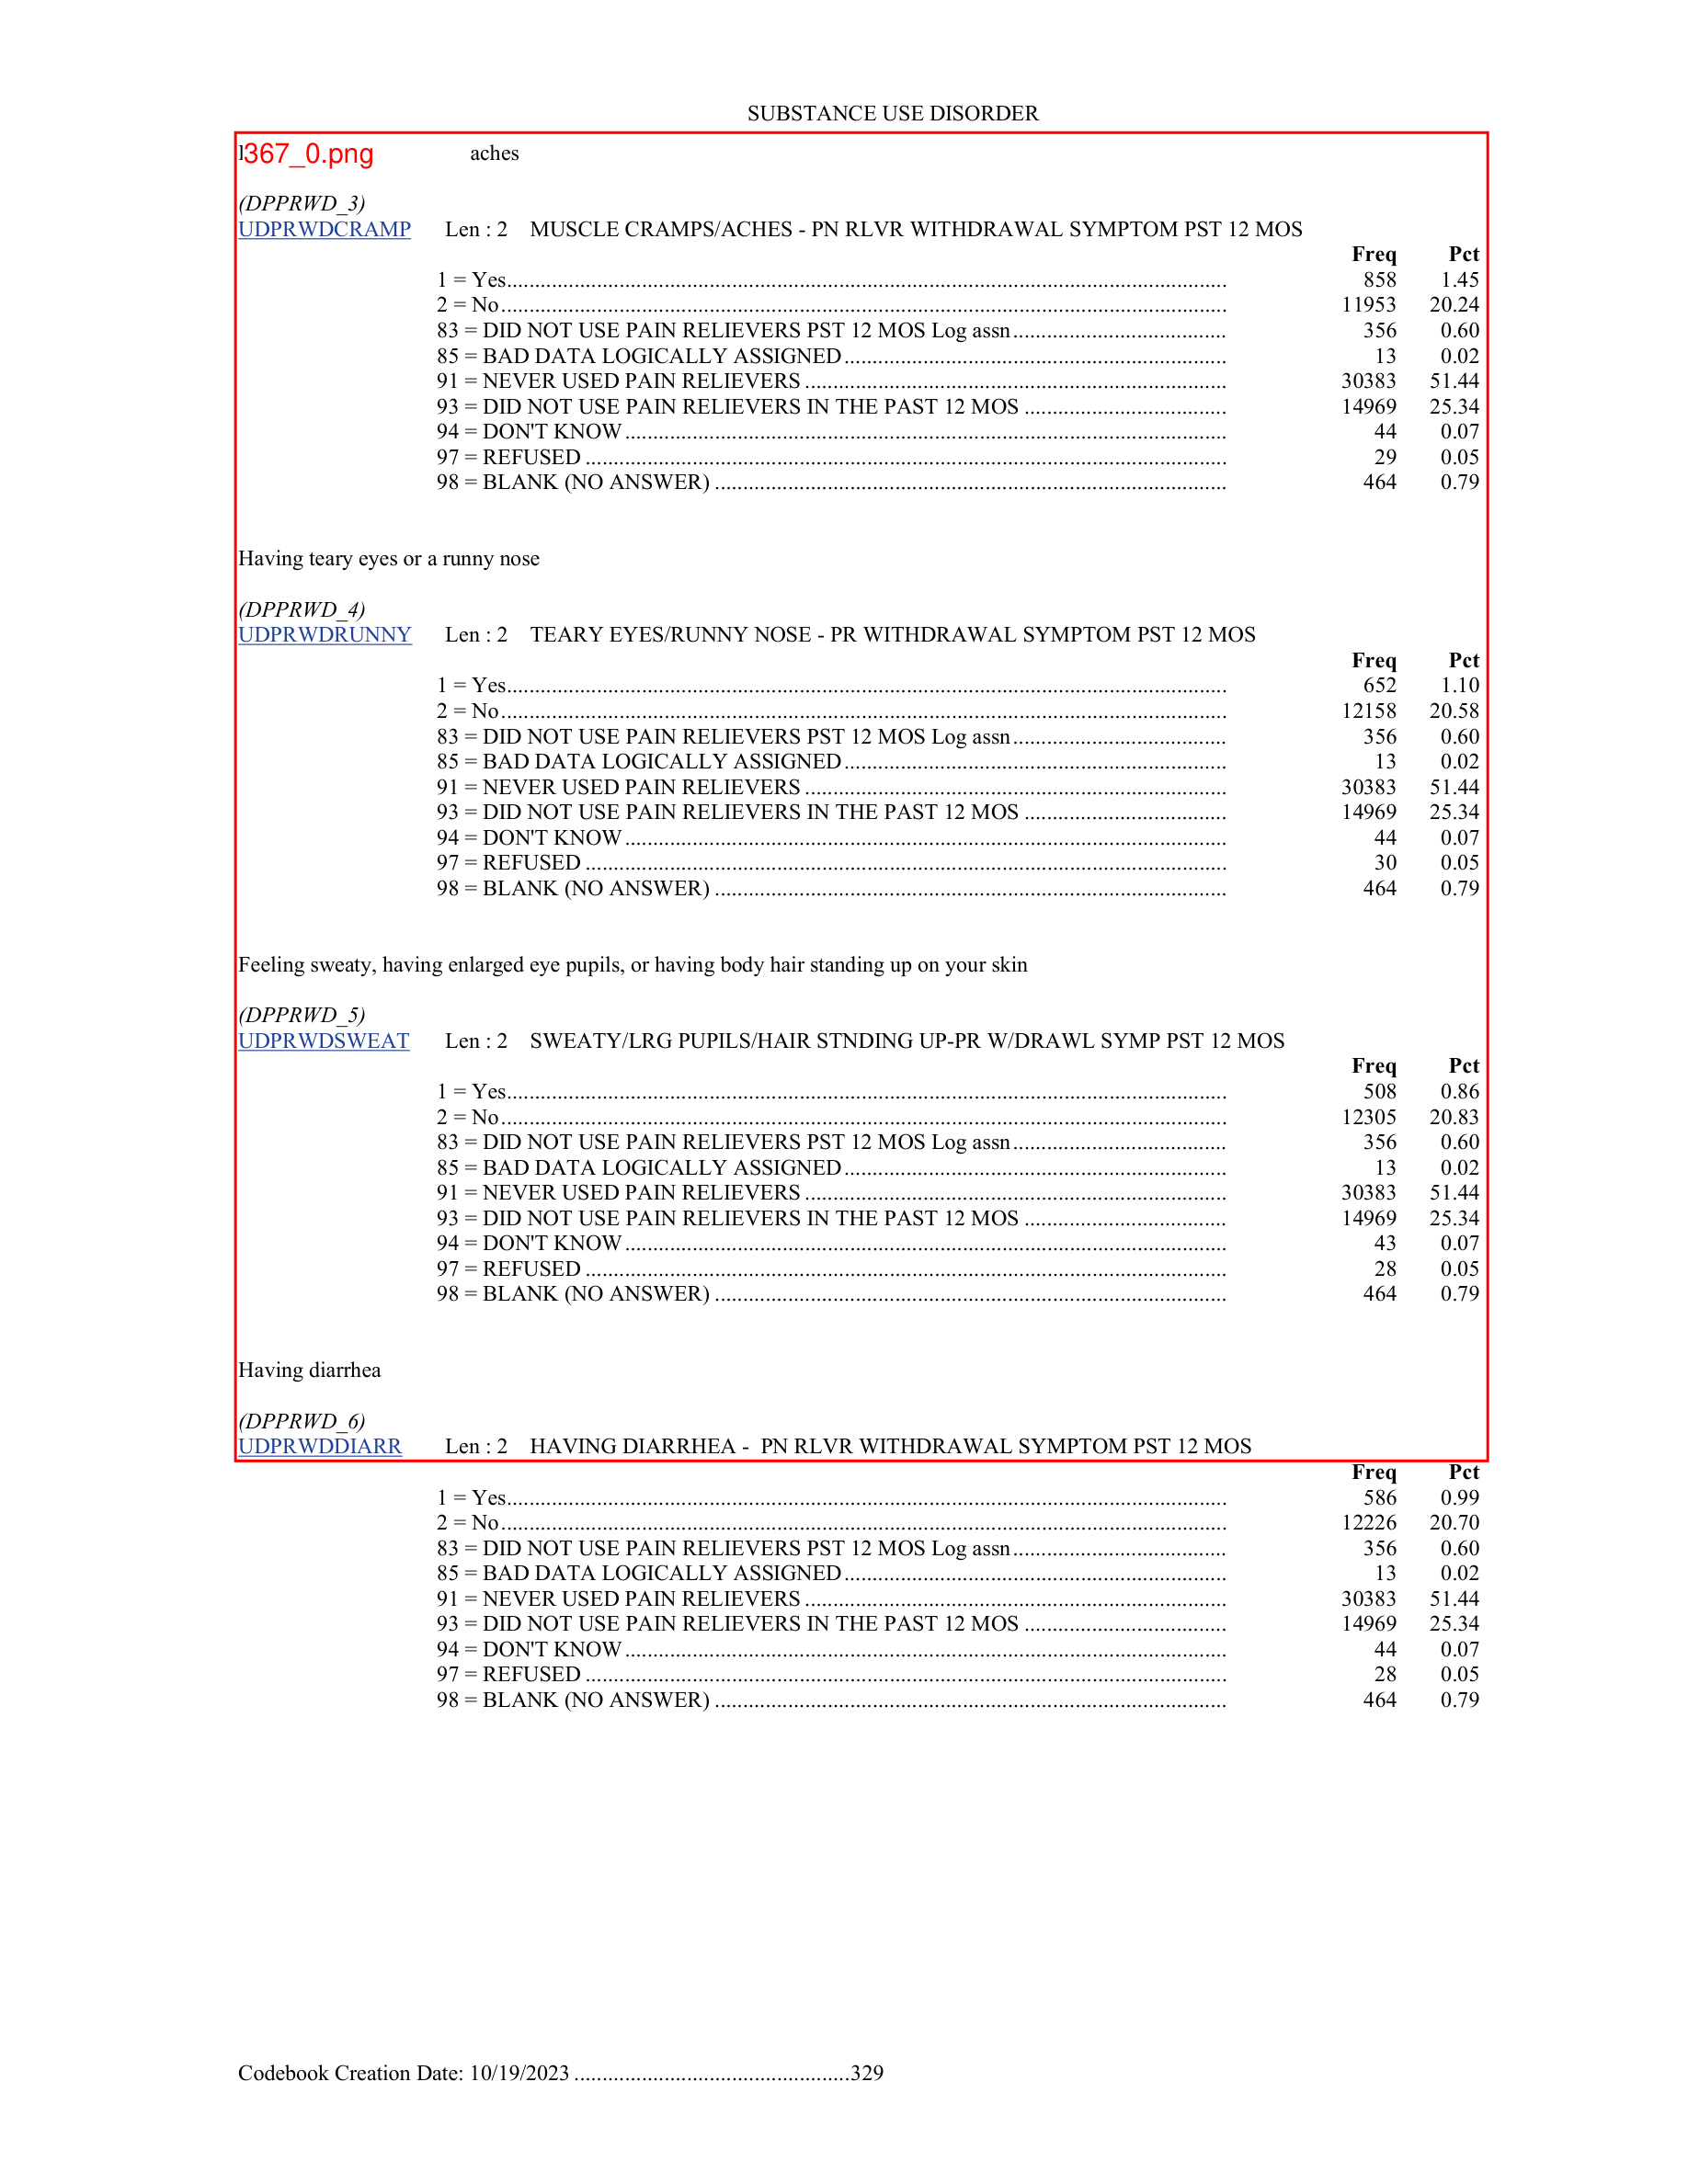 SUBSTANCE USE DISORDER
367_0.png aches
(DPPRWD_3)
UDPRWDCRAMP Len : 2 MUSCLE CRAMPS/ACHES - PN RLVR WITHDRAWAL SYMPTOM PST 12 MOS
Freq Pct
1 = Yes 858 1.45
2 = No 11953 20.24
83 = DID NOT USE PAIN RELIEVERS PST 12 MOS Log assn 356 0.60
85 = BAD DATA LOGICALLY ASSIGNED 13 0.02
91 = NEVER USED PAIN RELIEVERS 30383 51.44
93 = DID NOT USE PAIN RELIEVERS IN THE PAST 12 MOS 14969 25.34
94 = DON'T KNOW 44 0.07
97 = REFUSED 29 0.05
98 = BLANK (NO ANSWER) 464 0.79
Having teary eyes or a runny nose
(DPPRWD_4)
UDPRWDRUNNY Len : 2 TEARY EYES/RUNNY NOSE - PR WITHDRAWAL SYMPTOM PST 12 MOS
Freq Pct
1 = Yes 652 1.10
2 = No 12158 20.58
83 = DID NOT USE PAIN RELIEVERS PST 12 MOS Log assn 356 0.60
85 = BAD DATA LOGICALLY ASSIGNED 13 0.02
91 = NEVER USED PAIN RELIEVERS 30383 51.44
93 = DID NOT USE PAIN RELIEVERS IN THE PAST 12 MOS 14969 25.34
94 = DON'T KNOW 44 0.07
97 = REFUSED 30 0.05
98 = BLANK (NO ANSWER) 464 0.79
Feeling sweaty, having enlarged eye pupils, or having body hair standing up on your skin
(DPPRWD_5)
UDPRWDSWEAT Len : 2 SWEATY/LRG PUPILS/HAIR STNDING UP-PR W/DRAWL SYMP PST 12 MOS
Freq Pct
1 = Yes 508 0.86
2 = No 12305 20.83
83 = DID NOT USE PAIN RELIEVERS PST 12 MOS Log assn 356 0.60
85 = BAD DATA LOGICALLY ASSIGNED 13 0.02
91 = NEVER USED PAIN RELIEVERS 30383 51.44
93 = DID NOT USE PAIN RELIEVERS IN THE PAST 12 MOS 14969 25.34
94 = DON'T KNOW 43 0.07
97 = REFUSED 28 0.05
98 = BLANK (NO ANSWER) 464 0.79
Having diarrhea
(DPPRWD_6)
UDPRWDDIARR Len : 2 HAVING DIARRHEA - PN RLVR WITHDRAWAL SYMPTOM PST 12 MOS
Freq Pct
1 = Yes 586 0.99
2 = No 12226 20.70
83 = DID NOT USE PAIN RELIEVERS PST 12 MOS Log assn 356 0.60
85 = BAD DATA LOGICALLY ASSIGNED 13 0.02
91 = NEVER USED PAIN RELIEVERS 30383 51.44
93 = DID NOT USE PAIN RELIEVERS IN THE PAST 12 MOS 14969 25.34
94 = DON'T KNOW 44 0.07
97 = REFUSED 28 0.05
98 = BLANK (NO ANSWER) 464 0.79
Codebook Creation Date: 10/19/2023 329